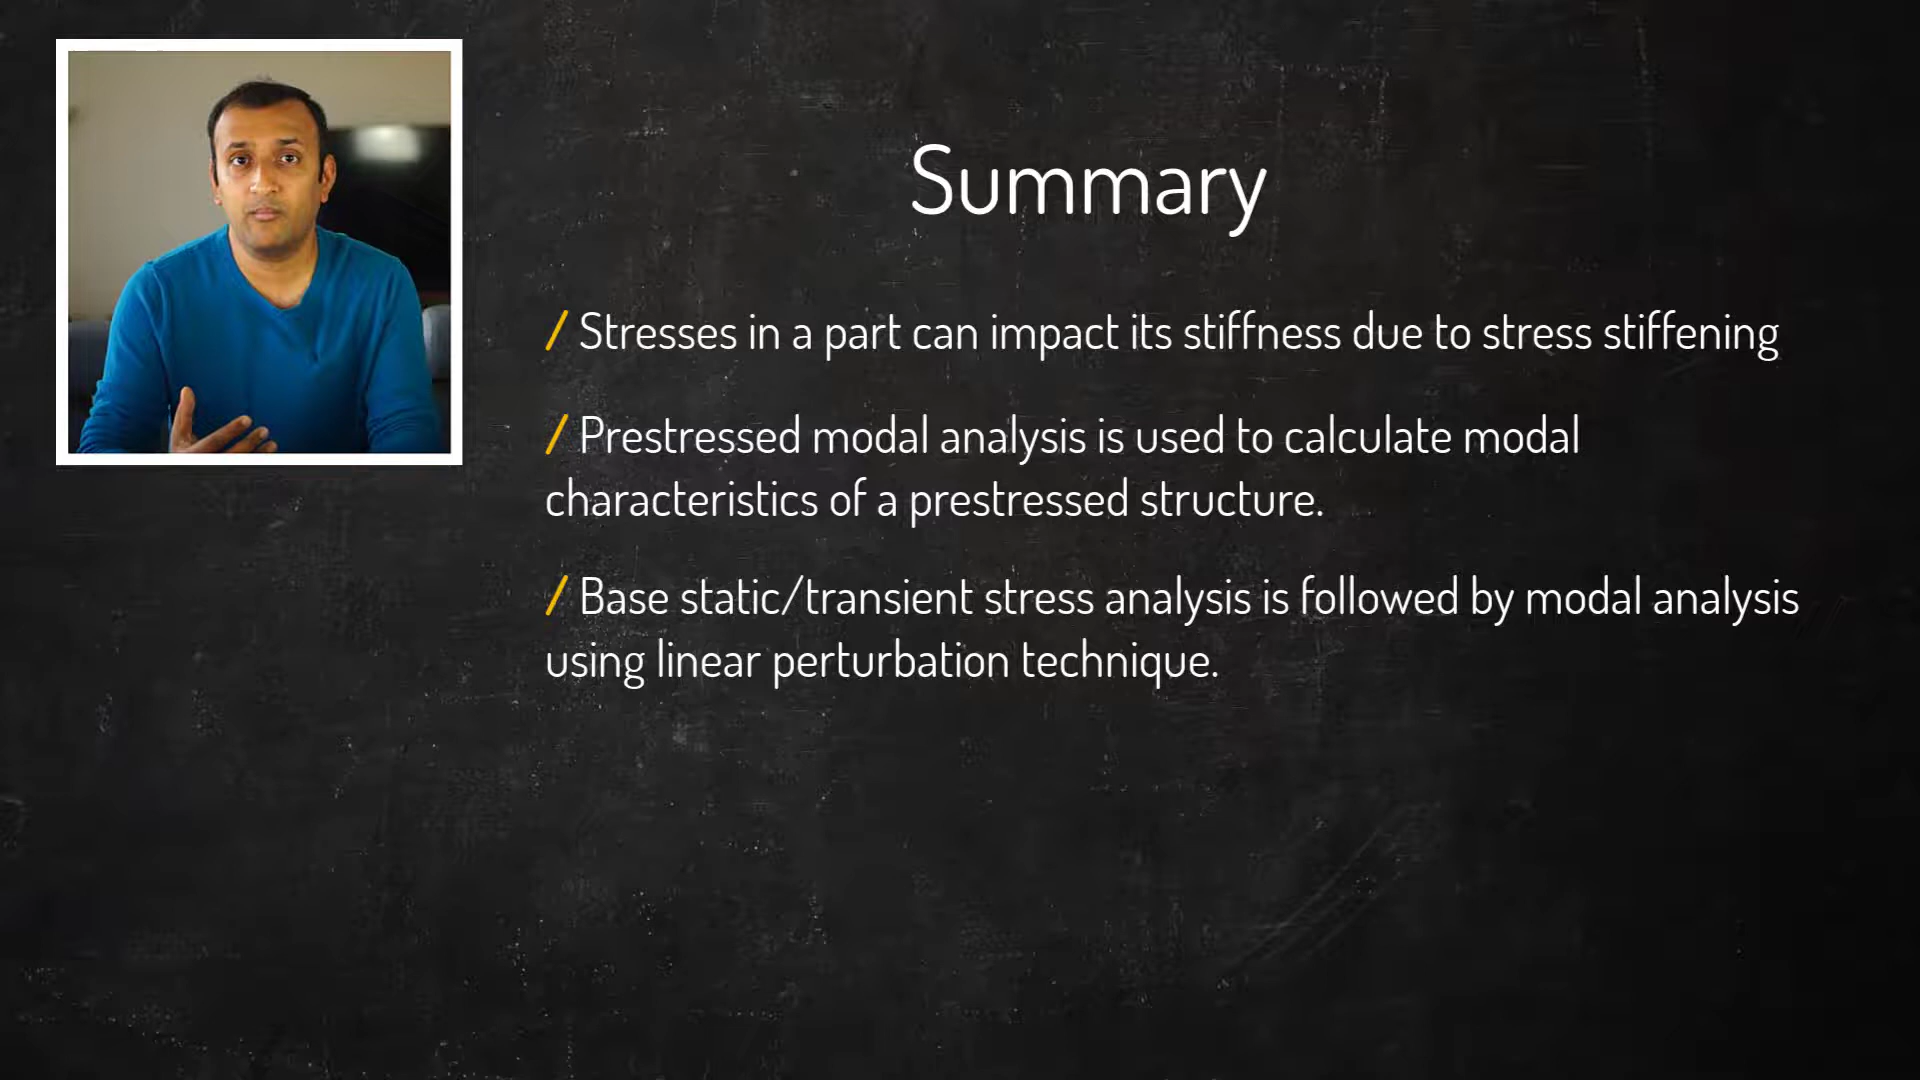 Summary
/ Stresses in a part can impact its stiffness due to stress stiffening
/ Prestressed modal analysis is used to calculate modal
characteristics of a prestressed structure.
/ Base static/transient stress analysis is followed by modal analysis
using linear perturbation technique.